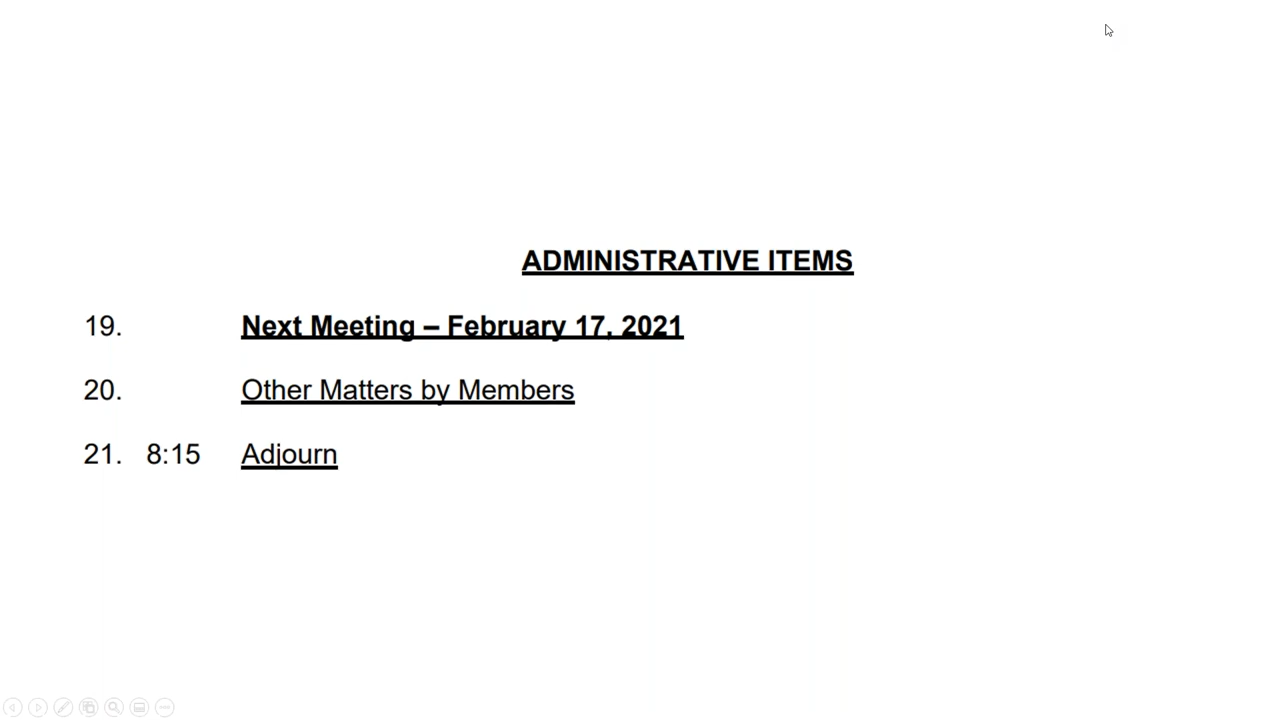 ADMINISTRATIVE ITEMS
19. Next Meeting – February 17, 2021
20. Other Matters by Members
21. 8:15 Adjourn